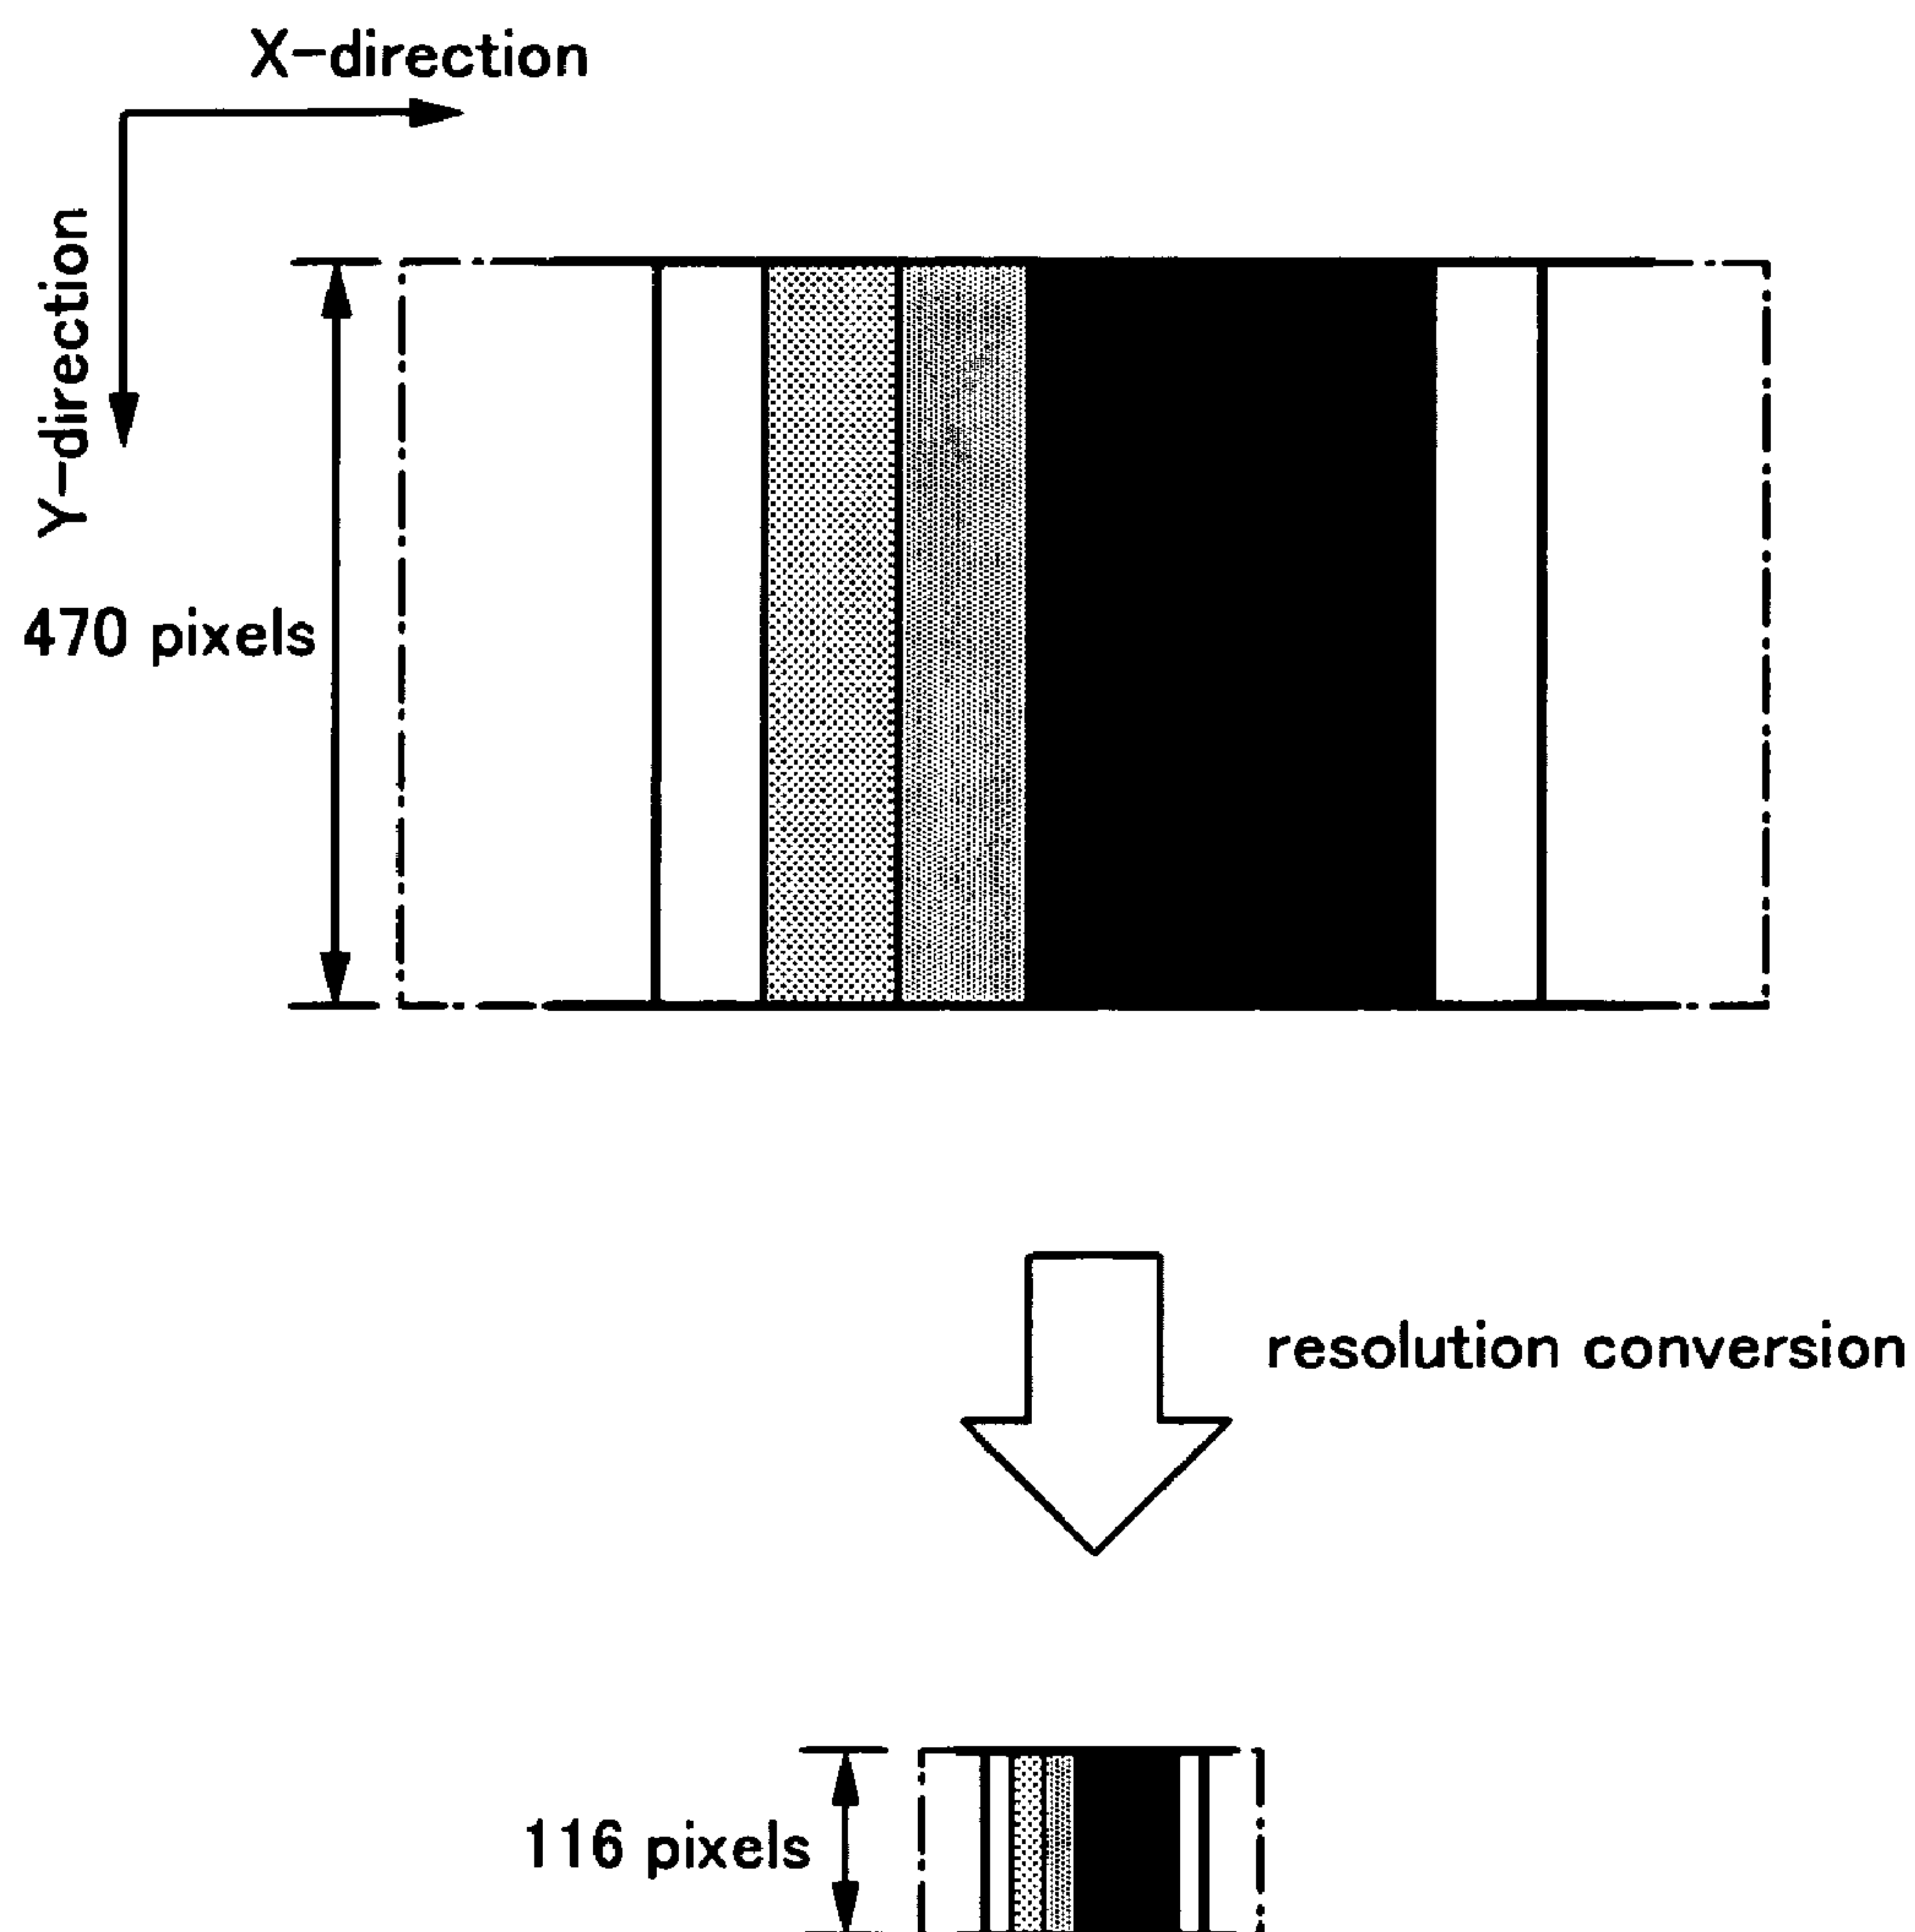 X-direction
Y-direction
470 pixels
resolution conversion
116 pixels